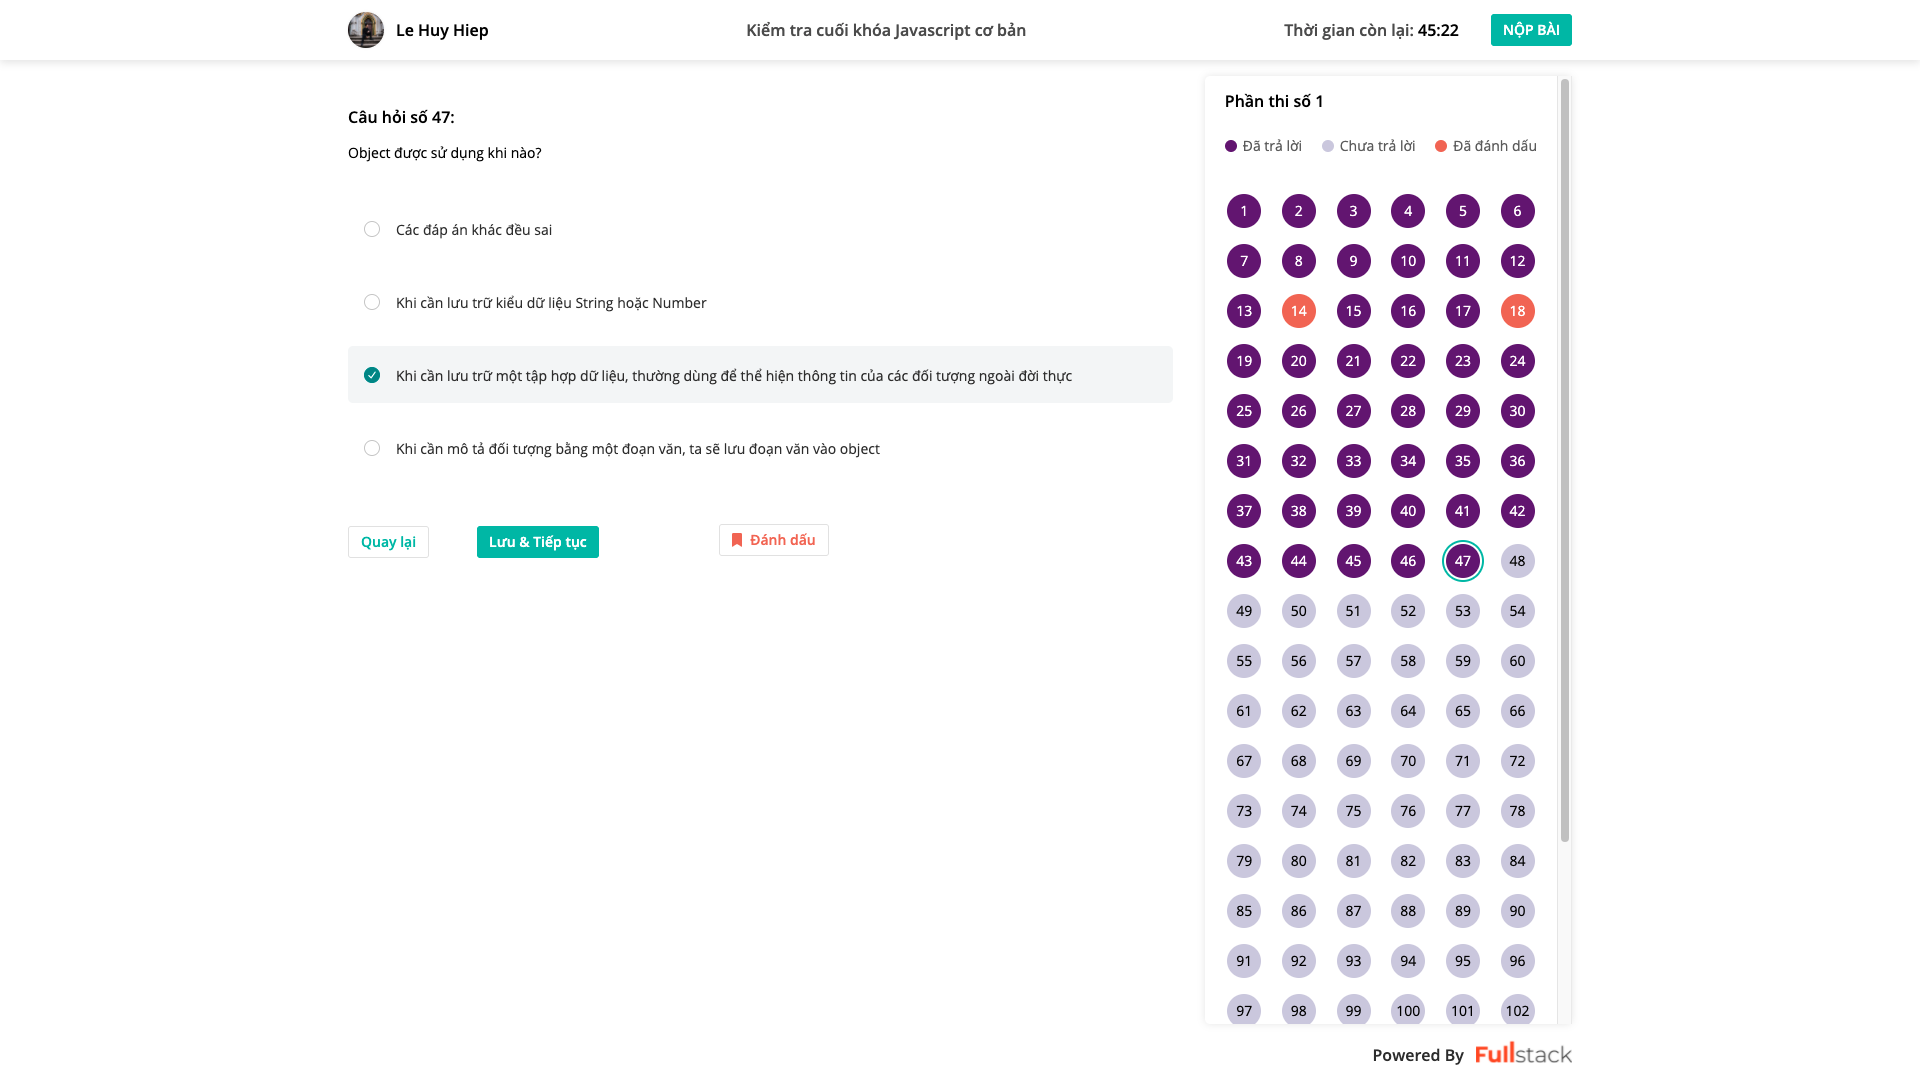 Le Huy Hiep
Kiểm tra cuối khóa Javascript cơ bản
Thời gian còn lại: 45:22
NỘP BÀI
Câu hỏi số 47:
Object được sử dụng khi nào?
Các đáp án khác đều sai
Khi cần lưu trữ kiểu dữ liệu String hoặc Number
Khi cần lưu trữ một tập hợp dữ liệu, thường dùng để thể hiện thông tin của các đối tượng ngoài đời thực
Khi cần mô tả đối tượng bằng một đoạn văn, ta sẽ lưu đoạn văn vào object
Quay lại
Lưu & Tiếp tục
Đánh dấu
Phần thi số 1
Đã trả lời
Chưa trả lời
Đã đánh dấu
1 2 3 4 5 6
7 8 9 10 11 12
13 14 15 16 17 18
19 20 21 22 23 24
25 26 27 28 29 30
31 32 33 34 35 36
37 38 39 40 41 42
43 44 45 46 47 48
49 50 51 52 53 54
55 56 57 58 59 60
61 62 63 64 65 66
67 68 69 70 71 72
73 74 75 76 77 78
79 80 81 82 83 84
85 86 87 88 89 90
91 92 93 94 95 96
97 98 99 100 101 102
Powered By Fullstack